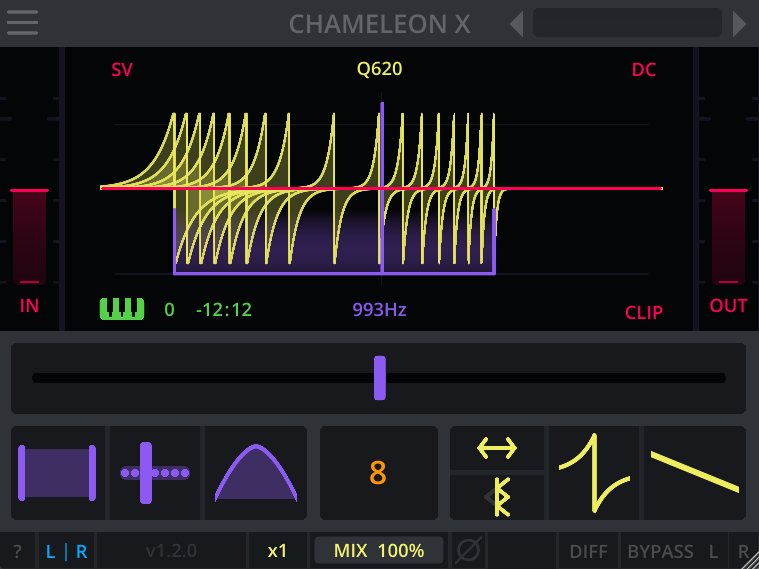 CHAMELEON X
SV
Q620
DC
IN
0
-12:12
993Hz
CLIP
OUT
8
?
L | R
v1.2.0
x1
MIX 100%
DIFF
BYPASS
L
R